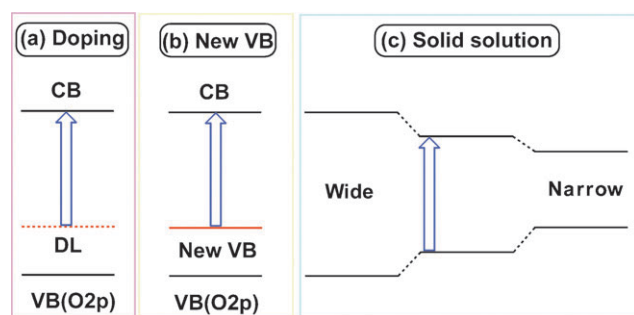 (a) Doping
CB
DL
VB(O2p)
(b) New VB
CB
New VB
VB(O2p)
(c) Solid solution
Wide
Narrow